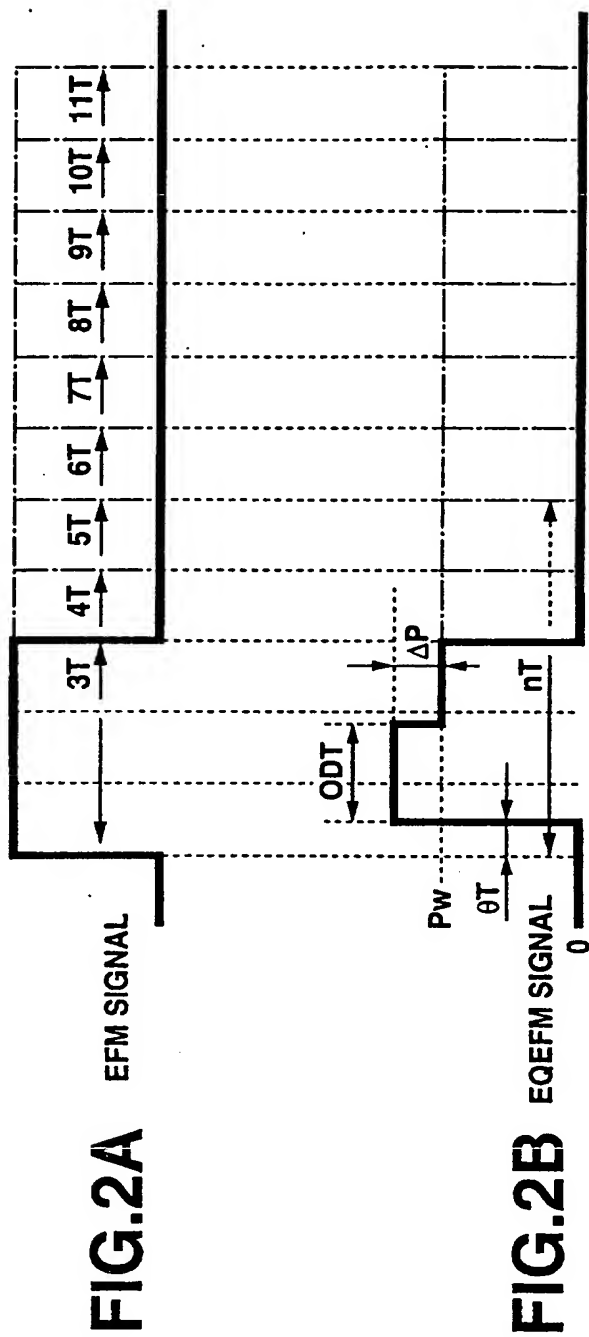 FIG.2A
EFM SIGNAL
3T
4T
5T
6T
7T
8T
9T
10T
11T
FIG.2B
EQEFM SIGNAL
0
Pw
θT
ODT
ΔP
nT